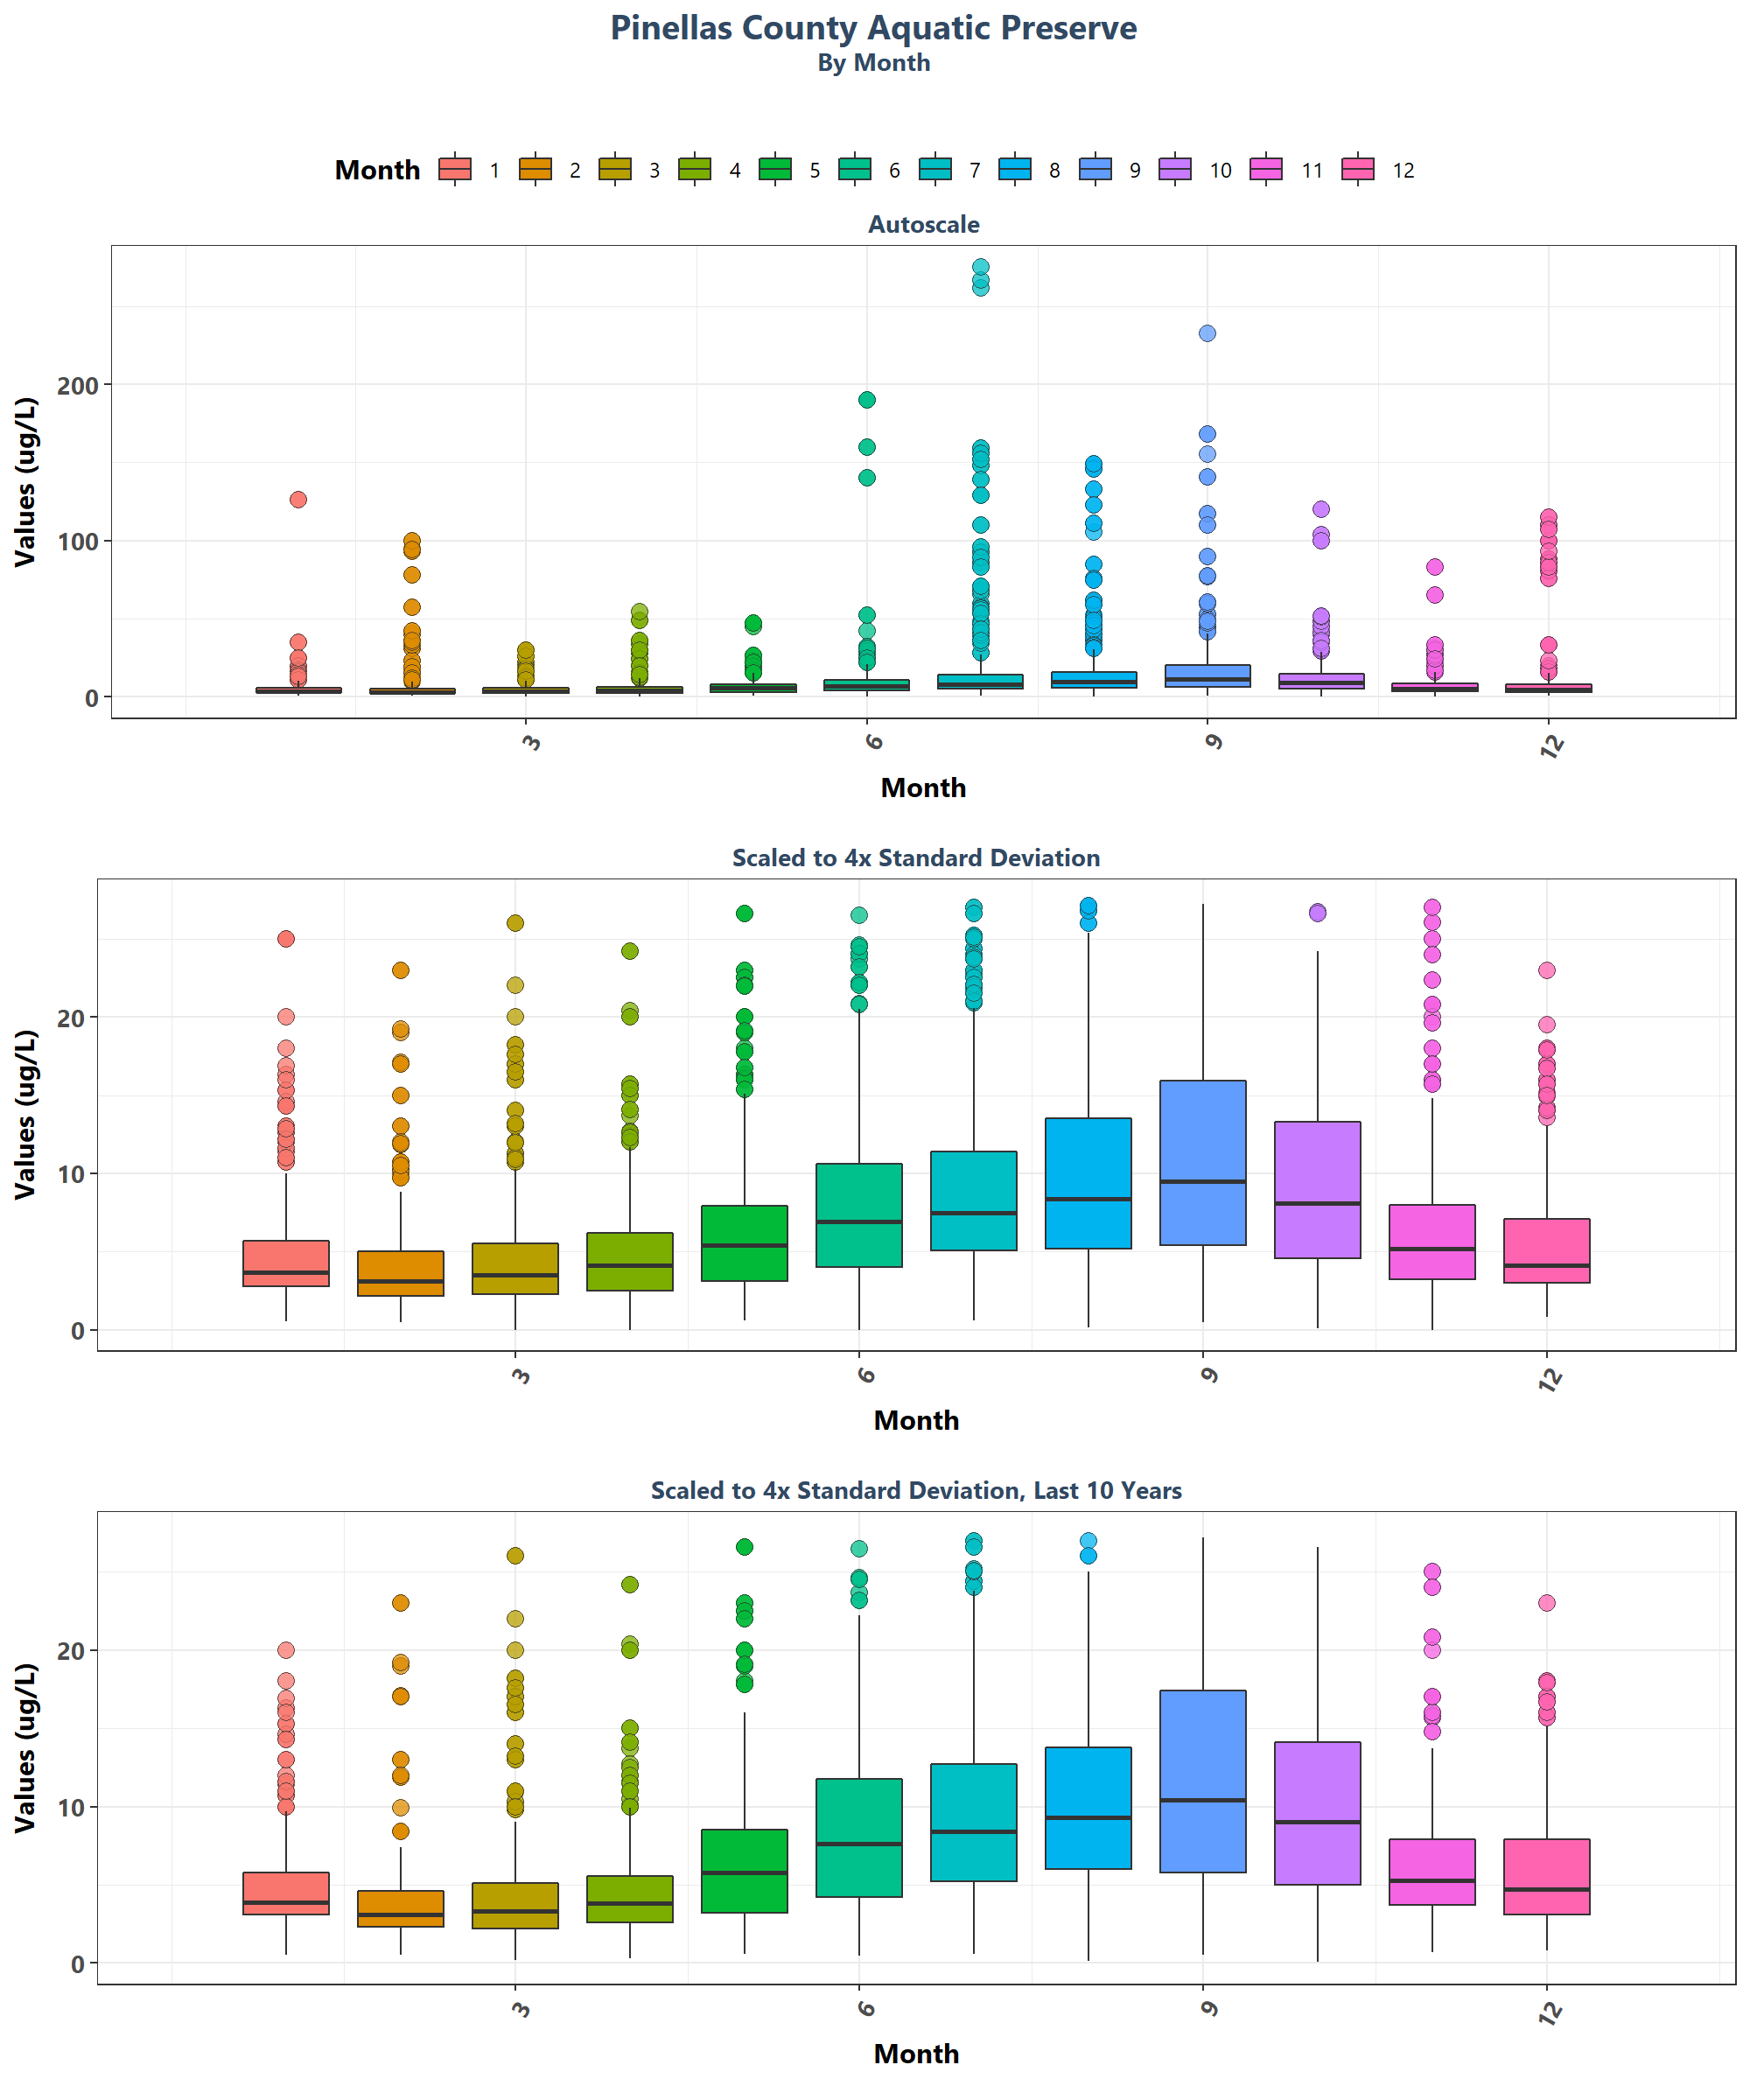 Pinellas County Aquatic Preserve
By Month
Month 1 2 3 4 5 6 7 8 9 10 11 12
Autoscale
Values (ug/L)
200
100
0
3 6 9 12
Month
Scaled to 4x Standard Deviation
Values (ug/L)
20
10
0
3 6 9 12
Month
Scaled to 4x Standard Deviation, Last 10 Years
Values (ug/L)
20
10
0
3 6 9 12
Month